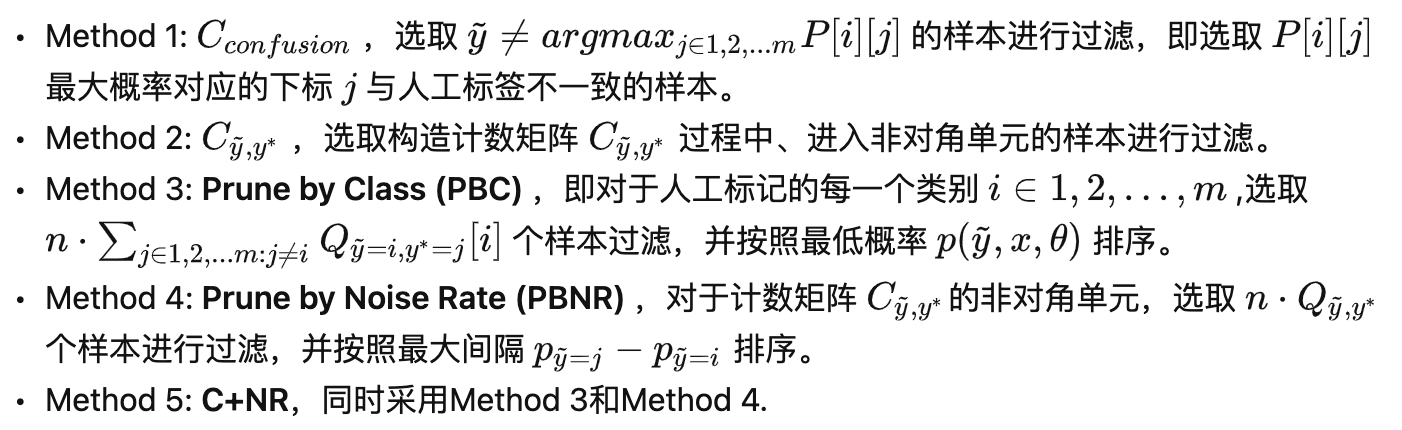 • Method 1: $C_{confusion}$ ，选取 $\tilde{y} \neq argmax_{j \in 1,2,...m} P[i][j]$ 的样本进行过滤，即选取 $P[i][j]$
最大概率对应的下标 $j$ 与人工标签不一致的样本。
• Method 2: $C_{\tilde{y},y^*}$ ，选取构造计数矩阵 $C_{\tilde{y},y^*}$ 过程中、进入非对角单元的样本进行过滤。
• Method 3: Prune by Class (PBC) ，即对于人工标记的每一个类别 $i \in 1, 2, \ldots, m$ ,选取
$n \cdot \sum_{j \in 1,2,...m: j \neq i} Q_{\tilde{y}=i,y^*=j}[i]$ 个样本过滤，并按照最低概率 $p(\tilde{y}, x, \theta)$ 排序。
• Method 4: Prune by Noise Rate (PBNR) ，对于计数矩阵 $C_{\tilde{y},y^*}$ 的非对角单元，选取 $n \cdot Q_{\tilde{y},y^*}$
个样本进行过滤，并按照最大间隔 $p_{\tilde{y}=j} - p_{\tilde{y}=i}$ 排序。
• Method 5: C+NR，同时采用Method 3和Method 4.